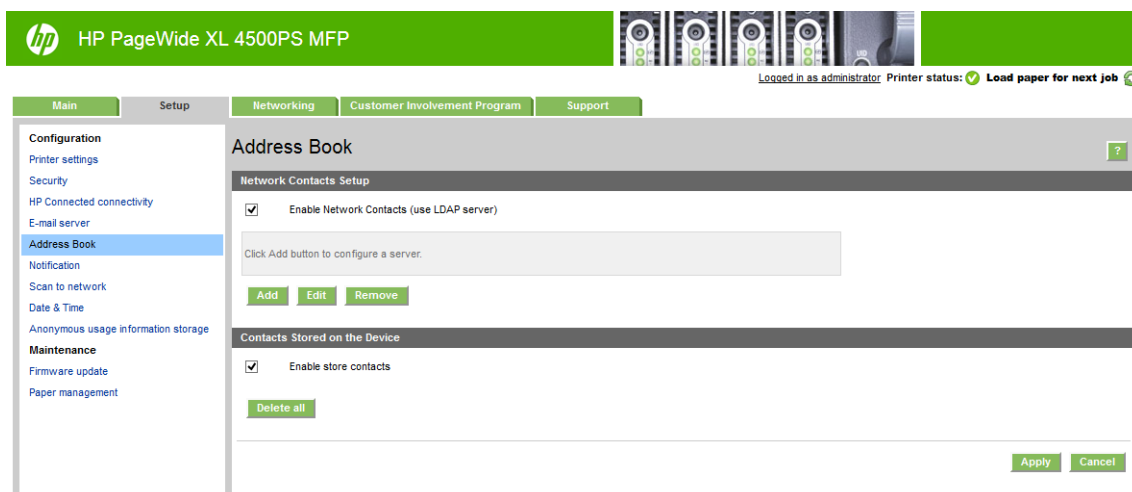 hp HP PageWide XL 4500PS MFP
UID
Logged in as administrator Printer status: Load paper for next job
Main Setup Networking Customer Involvement Program Support
Configuration
Printer settings
Security
HP Connected connectivity
E-mail server
Address Book
Notification
Scan to network
Date & Time
Anonymous usage information storage
Maintenance
Firmware update
Paper management
Address Book
?
Network Contacts Setup
Enable Network Contacts (use LDAP server)
Click Add button to configure a server.
Add Edit Remove
Contacts Stored on the Device
Enable store contacts
Delete all
Apply Cancel